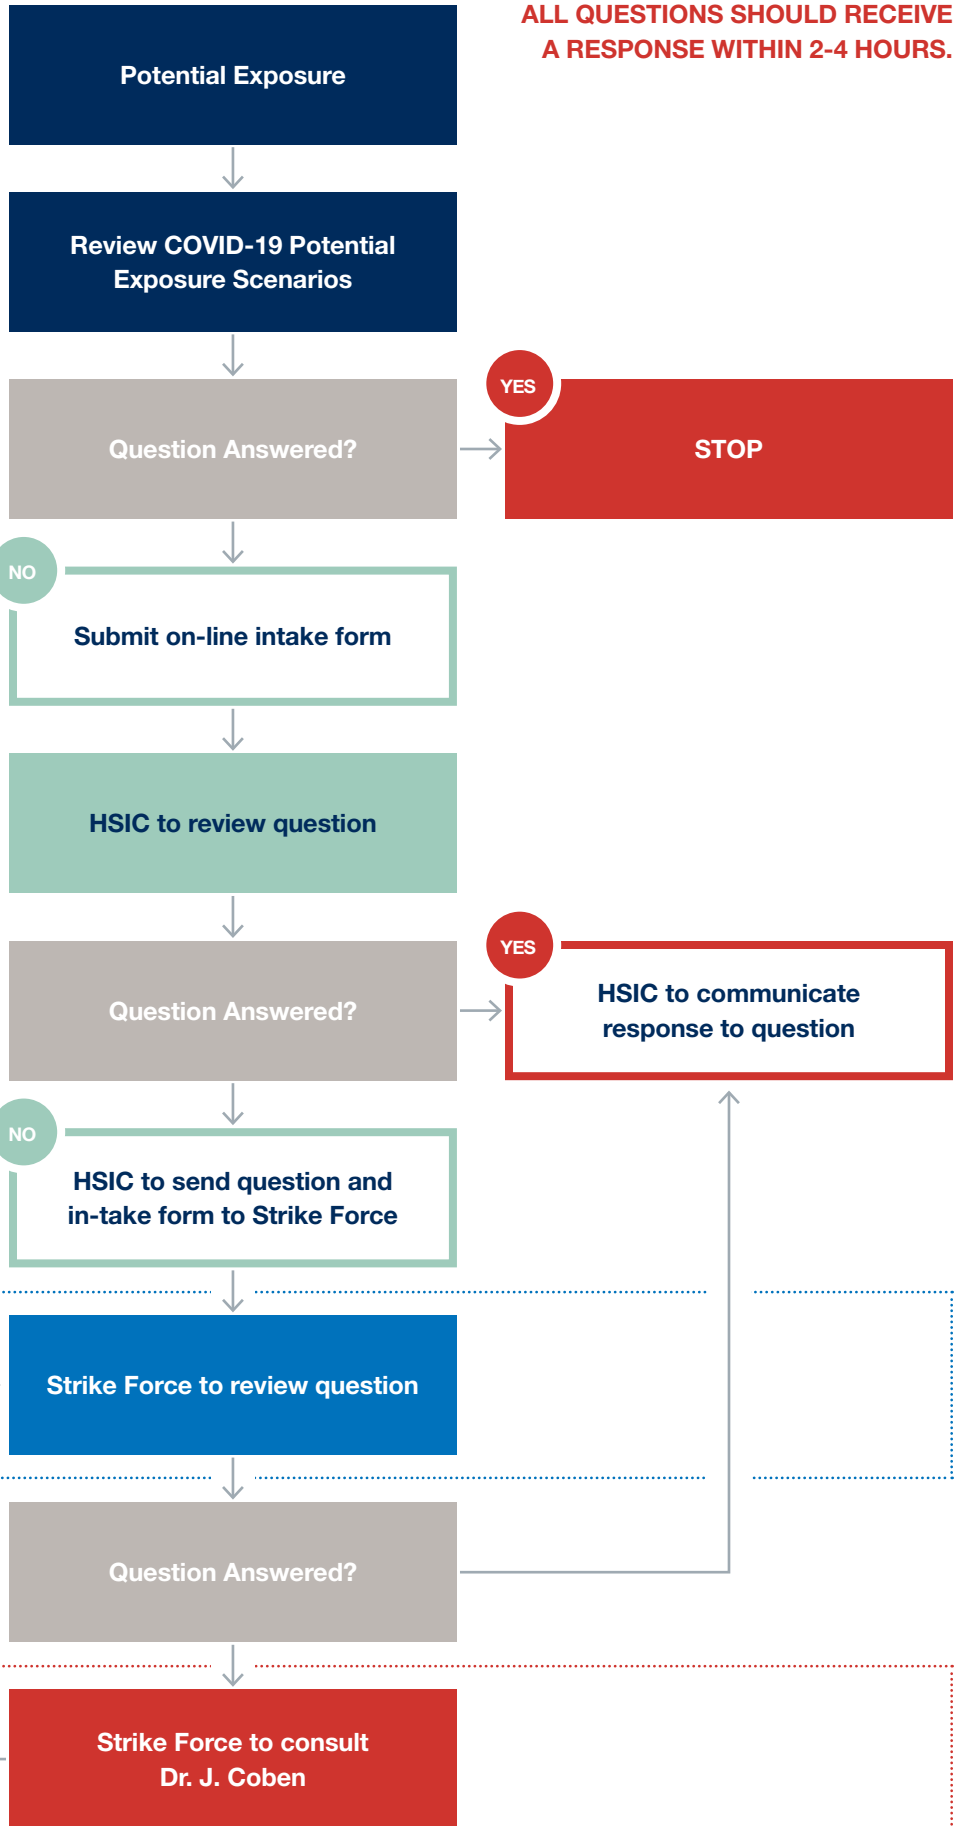 ALL QUESTIONS SHOULD RECEIVE
A RESPONSE WITHIN 2-4 HOURS.
Potential Exposure
Review COVID-19 Potential
Exposure Scenarios
Question Answered?
YES
STOP
NO
Submit on-line intake form
HSIC to review question
Question Answered?
YES
HSIC to communicate
response to question
NO
HSIC to send question and
in-take form to Strike Force
Strike Force to review question
Question Answered?
Strike Force to consult
Dr. J. Coben